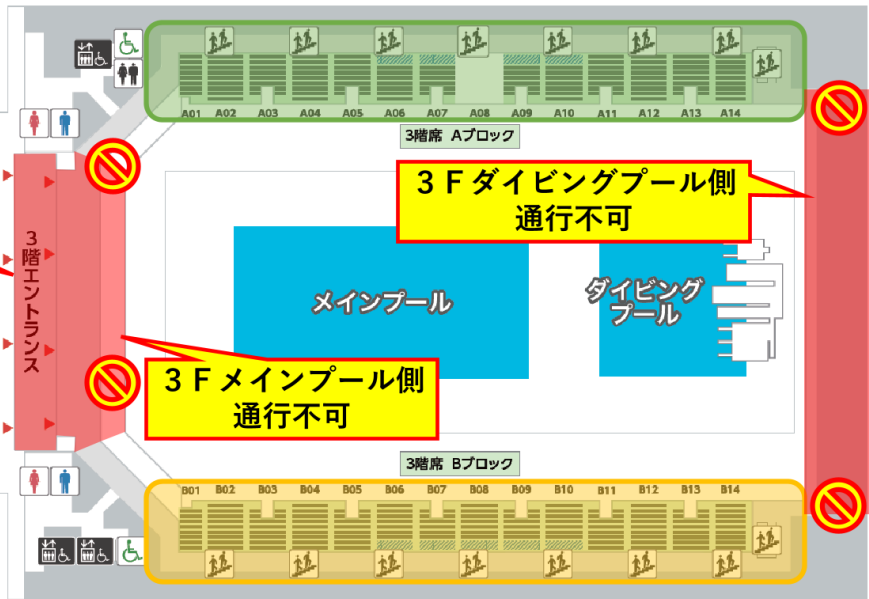 A01 A02 A03 A04 A05 A06 A07 A08 A09 A10 A11 A12 A13 A14
3階席 Aブロック
3Fダイビングプール側
通行不可
3階エントランス
メインプール
ダイビング
プール
3Fメインプール側
通行不可
3階席 Bブロック
B01 B02 B03 B04 B05 B06 B07 B08 B09 B10 B11 B12 B13 B14